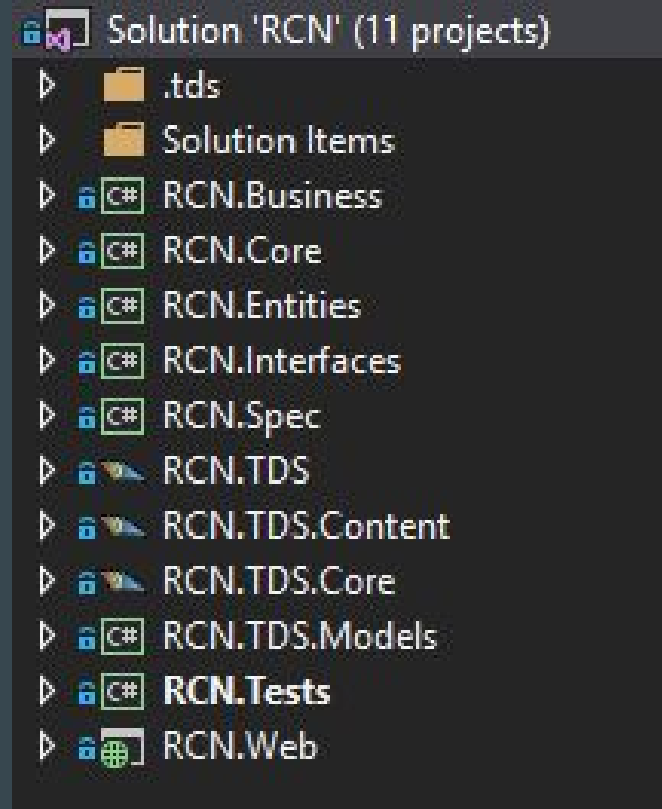 Solution 'RCN' (11 projects)
.tds
Solution Items
C# RCN.Business
C# RCN.Core
C# RCN.Entities
C# RCN.Interfaces
C# RCN.Spec
RCN.TDS
RCN.TDS.Content
RCN.TDS.Core
C# RCN.TDS.Models
C# RCN.Tests
RCN.Web